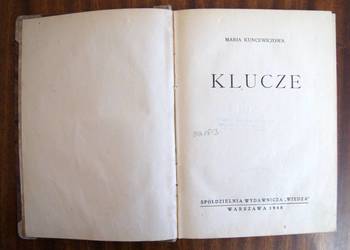 MARIA KUNCEWICZOWA
KLUCZE
SPÓŁDZIELNIA WYDAWNICZA „WIEDZA"
WARSZAWA 1948